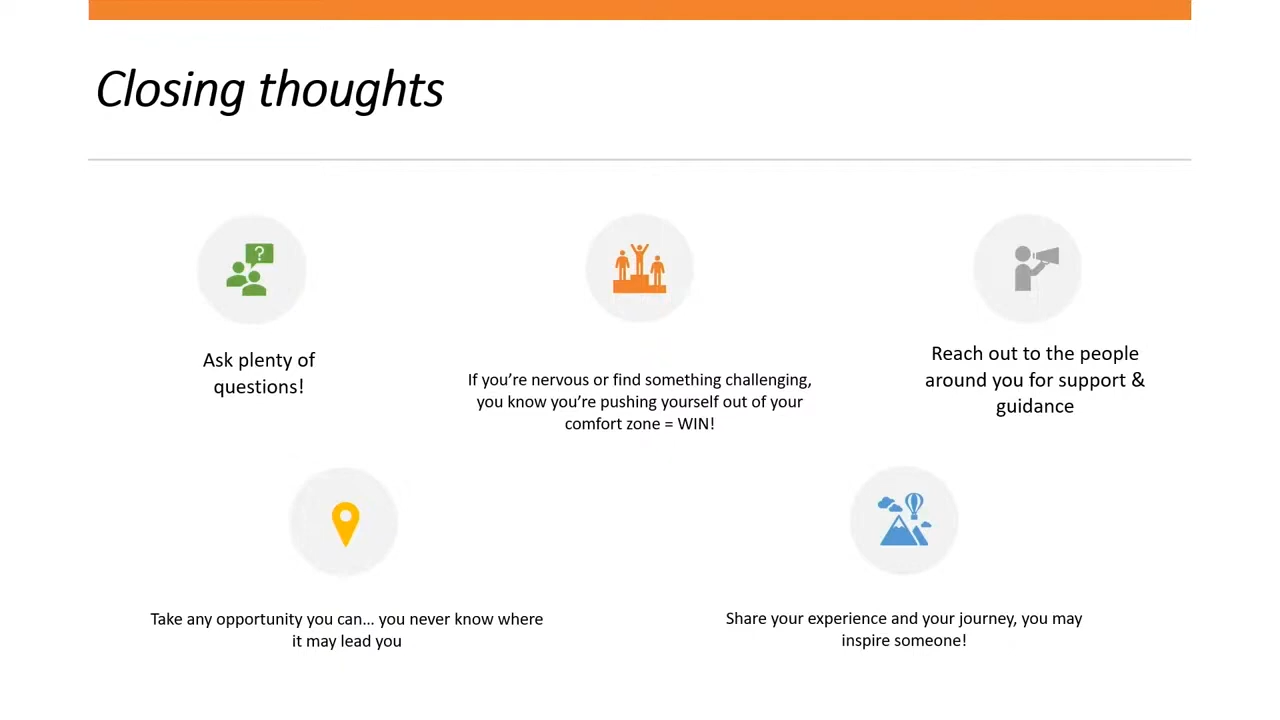 Closing thoughts
?
Ask plenty of
questions!
If you’re nervous or find something challenging,
you know you’re pushing yourself out of your
comfort zone = WIN!
Reach out to the people
around you for support &
guidance
Take any opportunity you can... you never know where
it may lead you
Share your experience and your journey, you may
inspire someone!